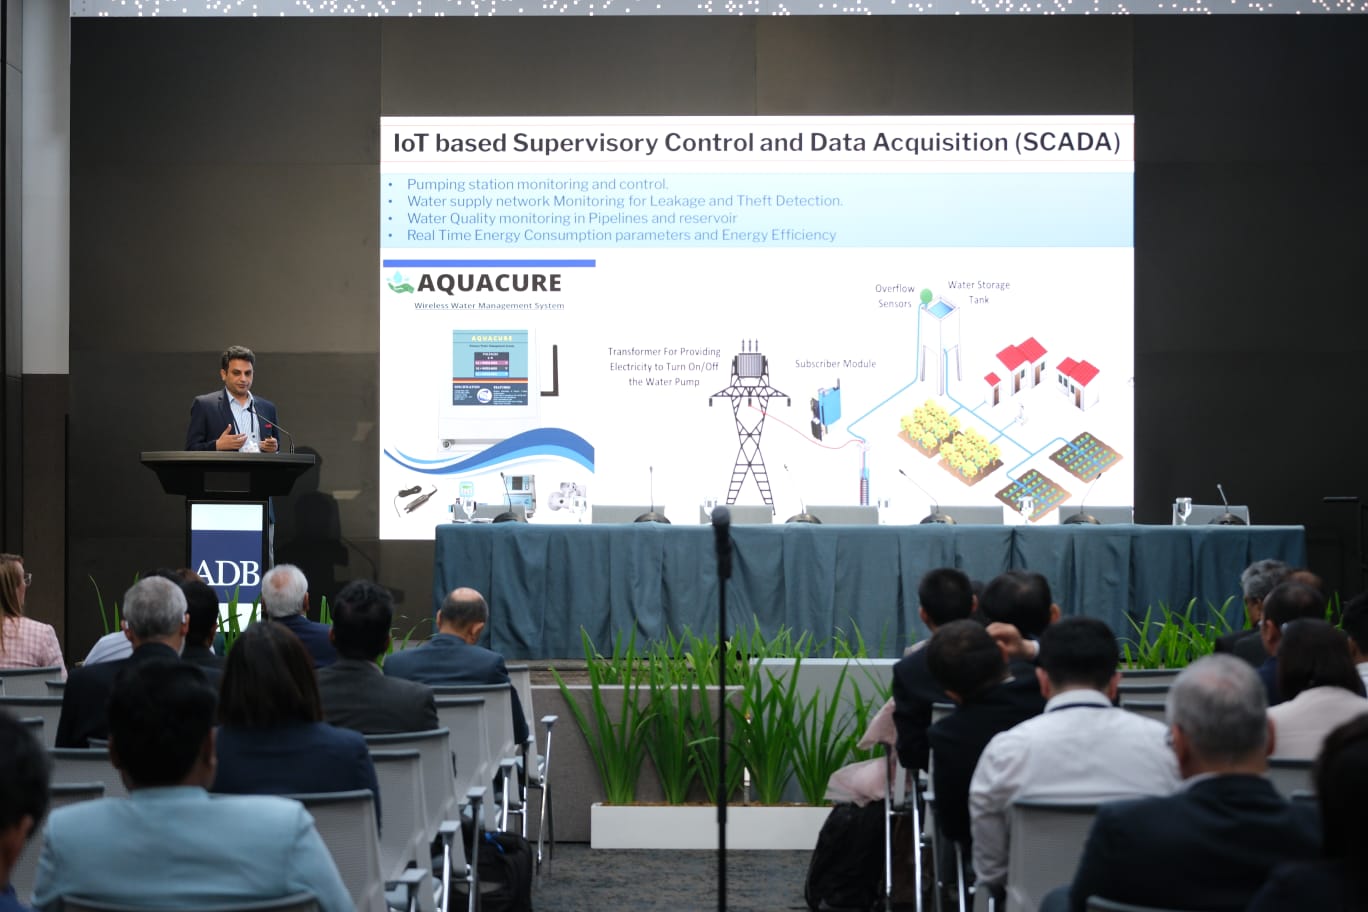 IoT based Supervisory Control and Data Acquisition (SCADA)
• Pumping station monitoring and control.
• Water supply network Monitoring for Leakage and Theft Detection.
• Water Quality monitoring in Pipelines and reservoir
• Real Time Energy Consumption parameters and Energy Efficiency
AQUACURE
Wireless Water Management System
AQUACURE
SPECIFICATION
FEATURES
Transformer For Providing
Electricity to Turn On/Off
the Water Pump
Subscriber Module
Overflow
Sensors
Water Storage
Tank
ADB